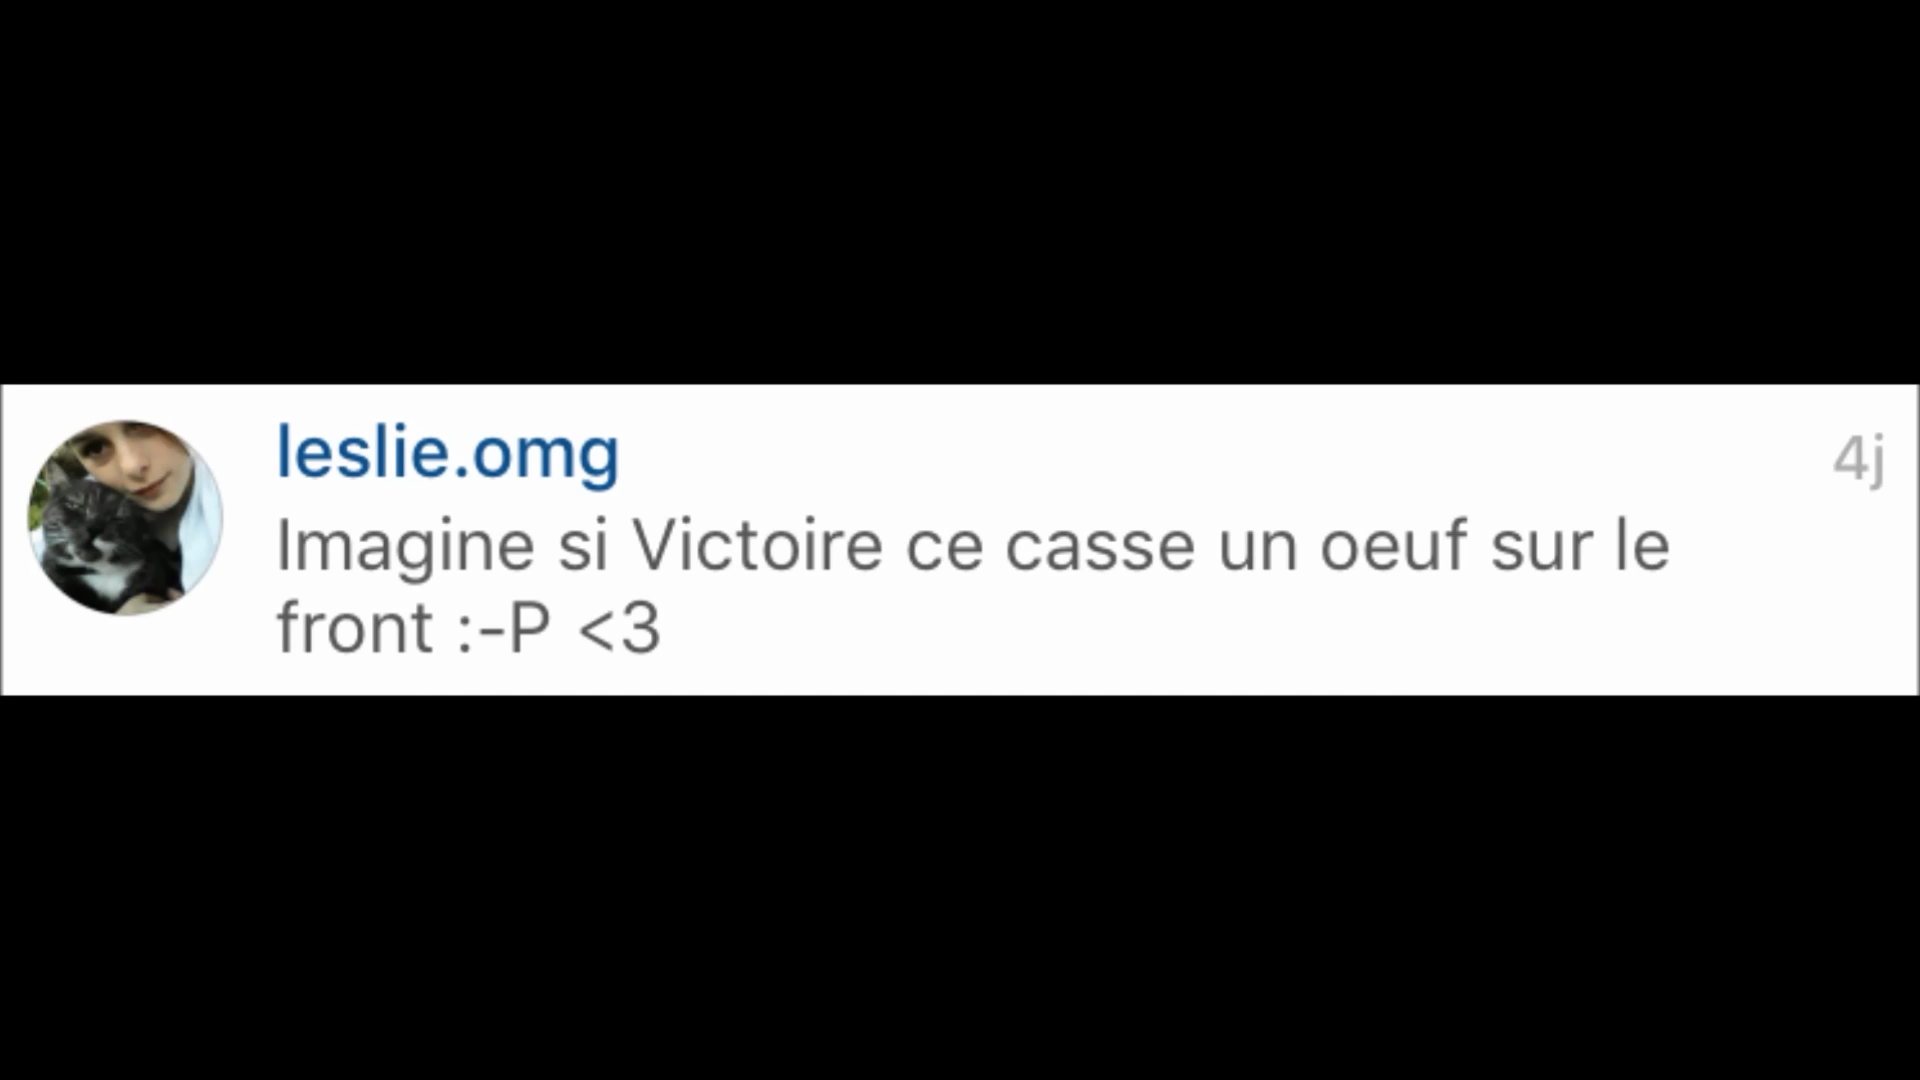 leslie.omg
4j
Imagine si Victoire ce casse un oeuf sur le
front :-P <3